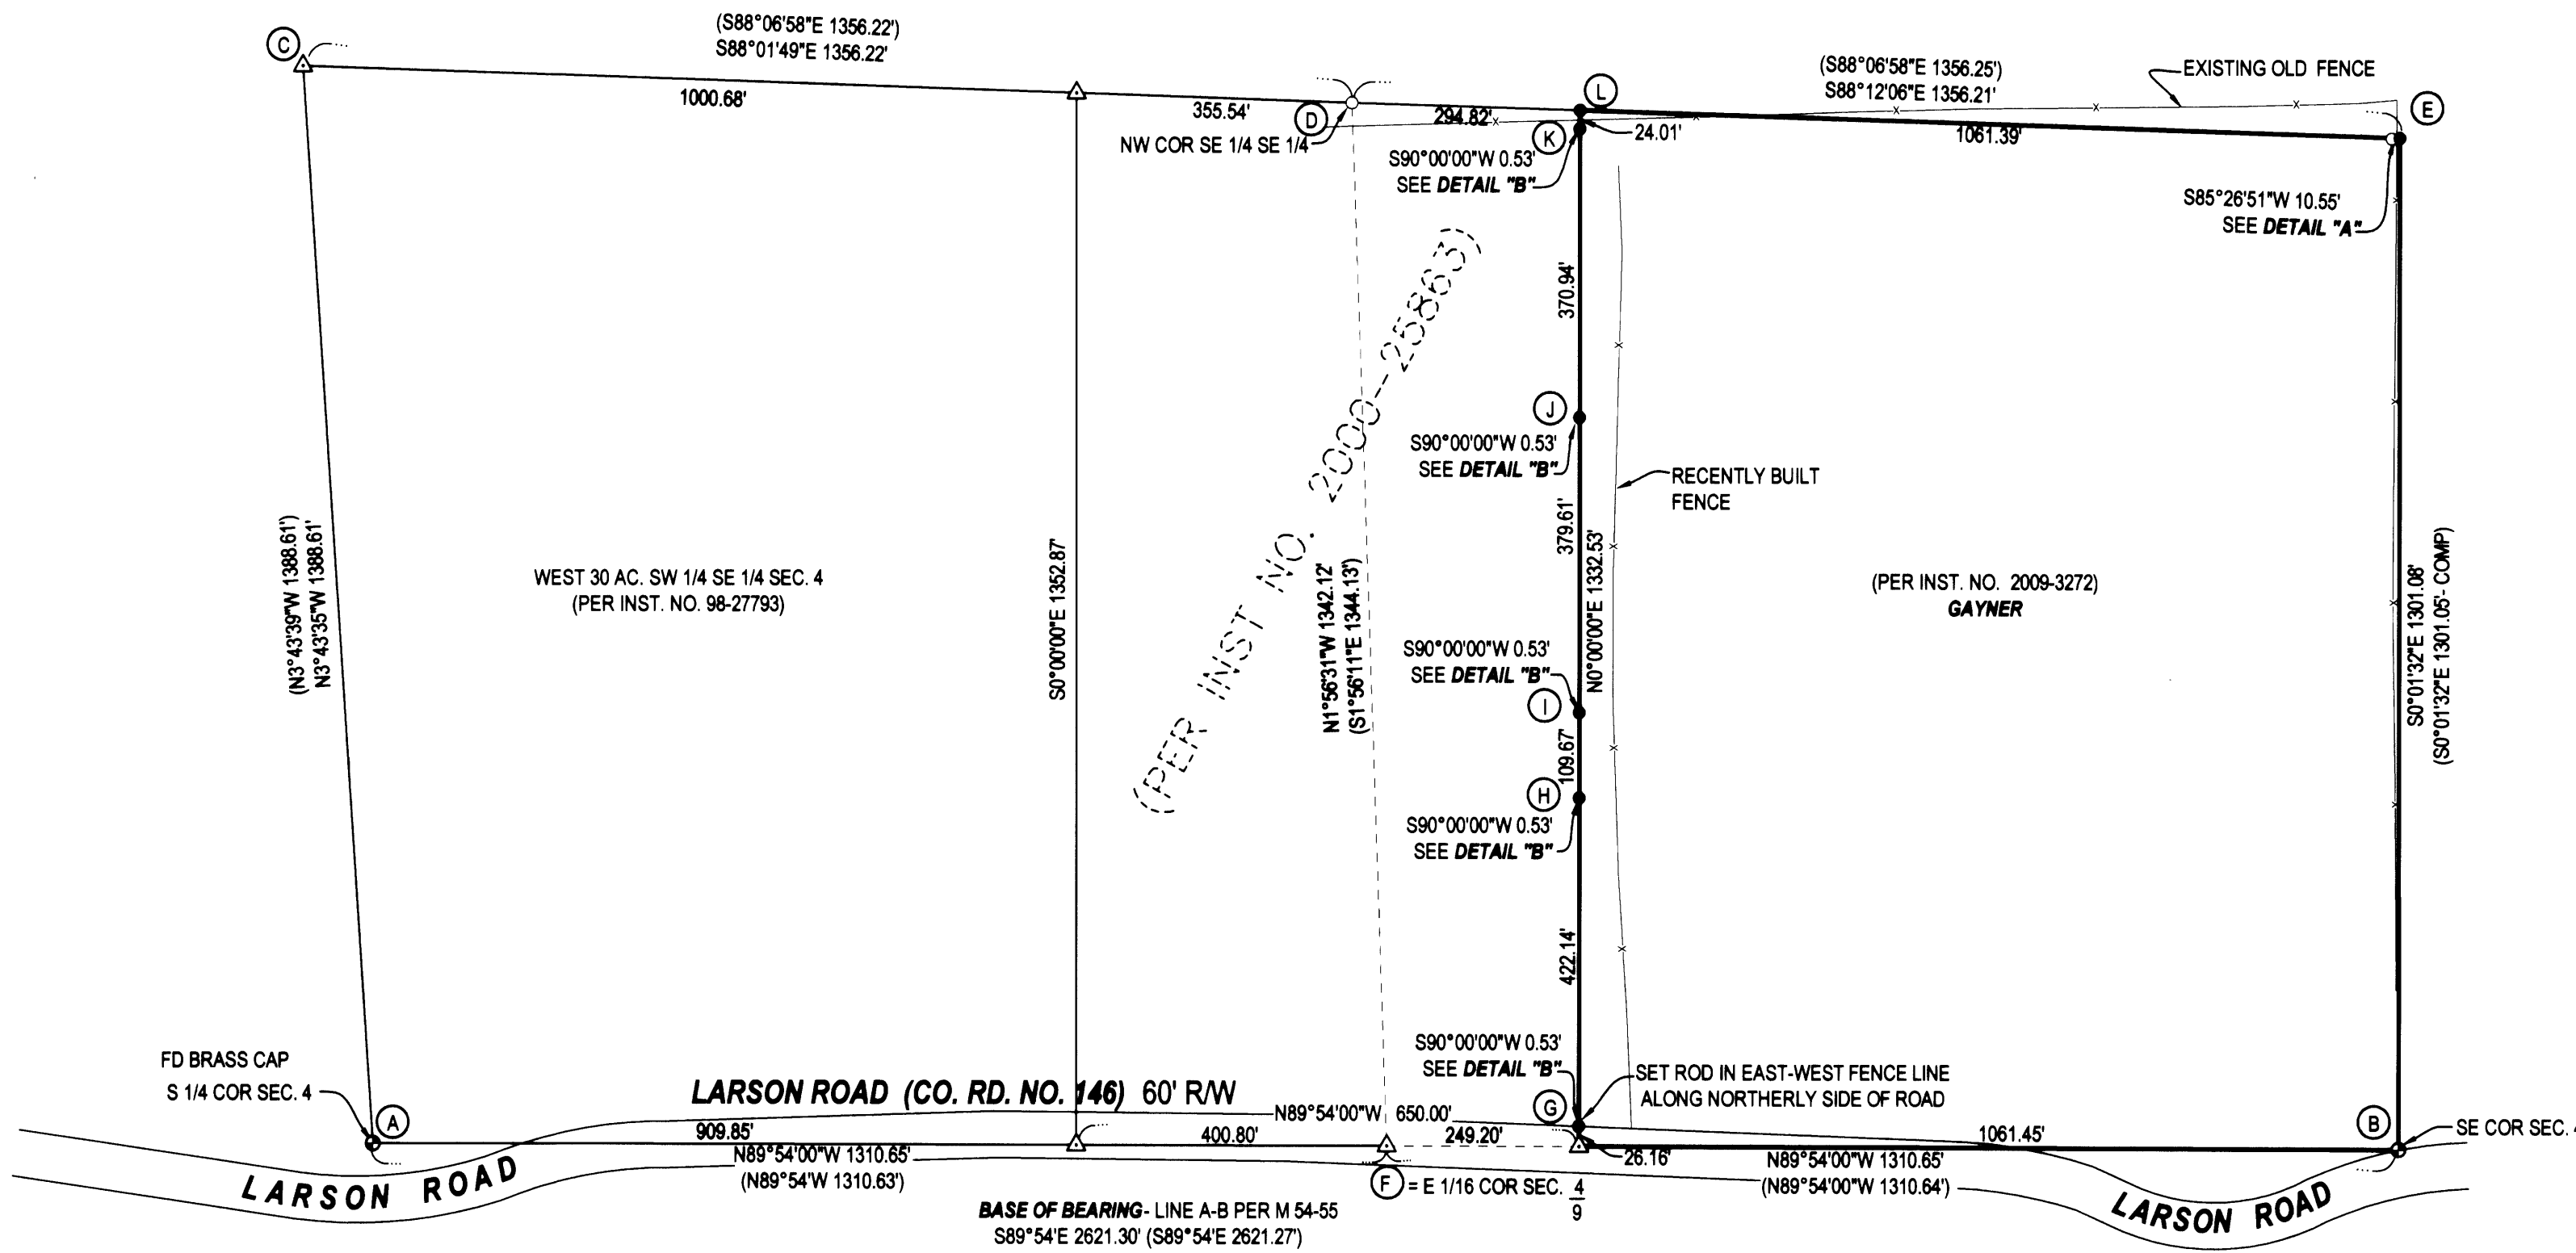 (S88°06'58"E 1356.22')
S88°01'49"E 1356.22'
C
1000.68'
355.54'
D
NW COR SE 1/4 SE 1/4
294.82'
L
K
24.01'
(S88°06'58"E 1356.25')
S88°12'06"E 1356.21'
EXISTING OLD FENCE
E
1061.39'
S90°00'00"W 0.53'
SEE DETAIL "B"
S85°26'51"W 10.55'
SEE DETAIL "A"
370.94'
J
S90°00'00"W 0.53'
SEE DETAIL "B"
RECENTLY BUILT
FENCE
(N3°43'39"W 1388.61')
N3°43'35"W 1388.61'
WEST 30 AC. SW 1/4 SE 1/4 SEC. 4
(PER INST. NO. 98-27793)
S0°00'00"E 1352.87'
(PER INST NO. 2000-25863)
N1°56'31"W 1342.12'
(S1°56'11"E 1344.13')
379.61'
N0°00'00"E 1332.53'
(PER INST. NO. 2009-3272)
GAYNER
S0°01'32"E 1301.08'
(S0°01'32"E 1301.05'- COMP)
S90°00'00"W 0.53'
SEE DETAIL "B"
I
109.67'
H
S90°00'00"W 0.53'
SEE DETAIL "B"
422.14'
S90°00'00"W 0.53'
SEE DETAIL "B"
G
SET ROD IN EAST-WEST FENCE LINE
ALONG NORTHERLY SIDE OF ROAD
FD BRASS CAP
S 1/4 COR SEC. 4
A
LARSON ROAD (CO. RD. NO. 146) 60' R/W
N89°54'00"W 650.00'
909.85'
400.80'
249.20'
26.16'
1061.45'
B
SE COR SEC. 4
N89°54'00"W 1310.65'
(N89°54'W 1310.63')
N89°54'00"W 1310.65'
(N89°54'00"W 1310.64')
F = E 1/16 COR SEC. 4
9
LARSON ROAD
LARSON ROAD
BASE OF BEARING- LINE A-B PER M 54-55
S89°54'E 2621.30' (S89°54'E 2621.27')